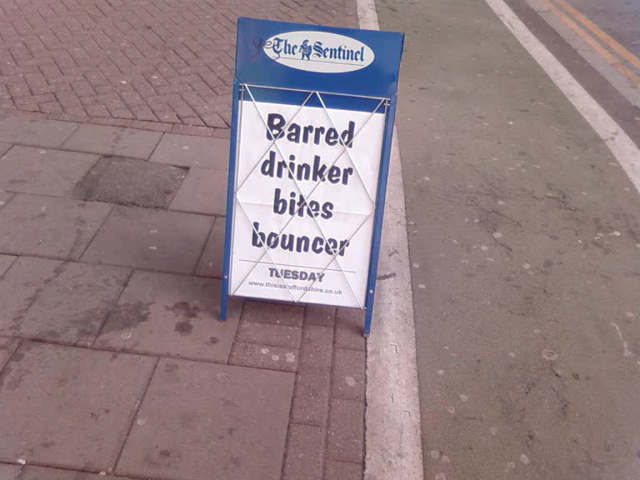 The Sentinel
Barred
drinker
bites
bouncer
TUESDAY
www.thisisstaffordshire.co.uk